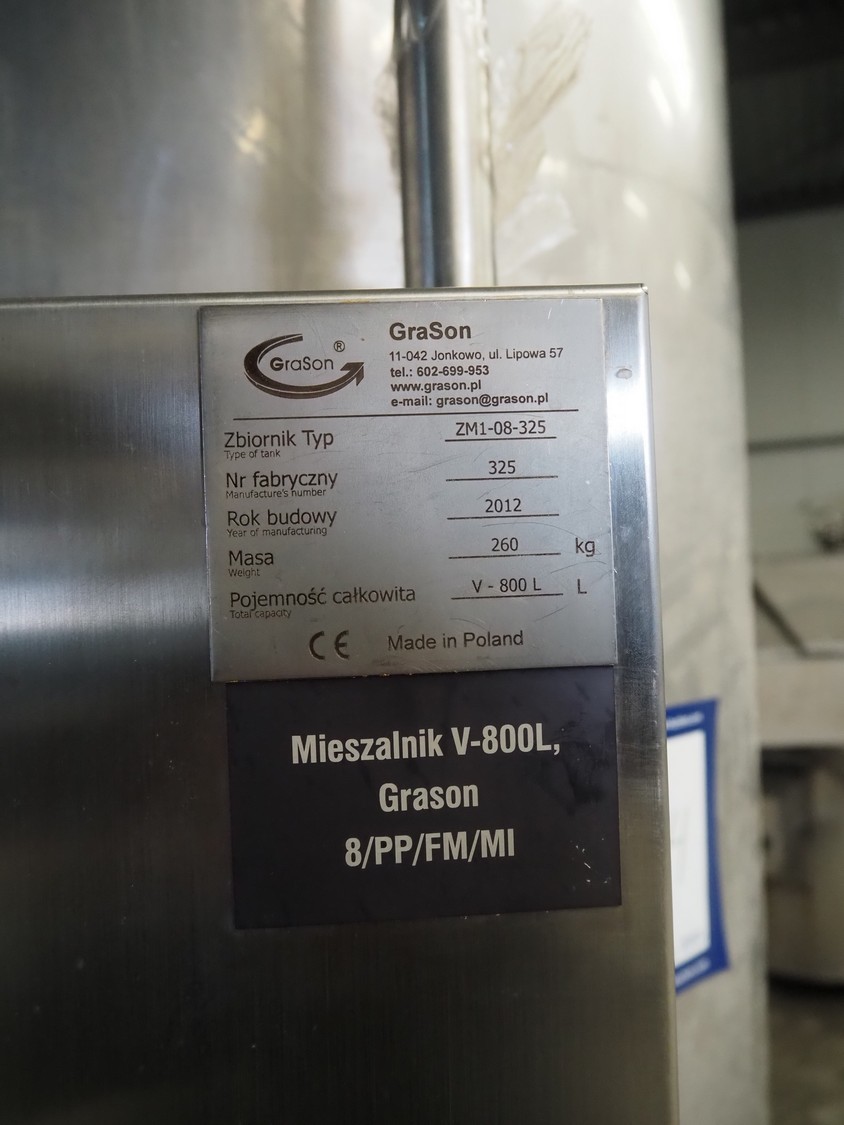 GraSon ®
GraSon
11-042 Jonkowo, ul. Lipowa 57
tel.: 602-699-953
www.grason.pl
e-mail: grason@grason.pl
Zbiornik Typ ZM1-08-325
Type of tank
Nr fabryczny 325
Manufacture's number
Rok budowy 2012
Year of manufacturing
Masa 260 kg
Weight
Pojemność całkowita V - 800 L L
Total capacity
CE Made in Poland
Mieszalnik V-800L,
Grason
8/PP/FM/MI